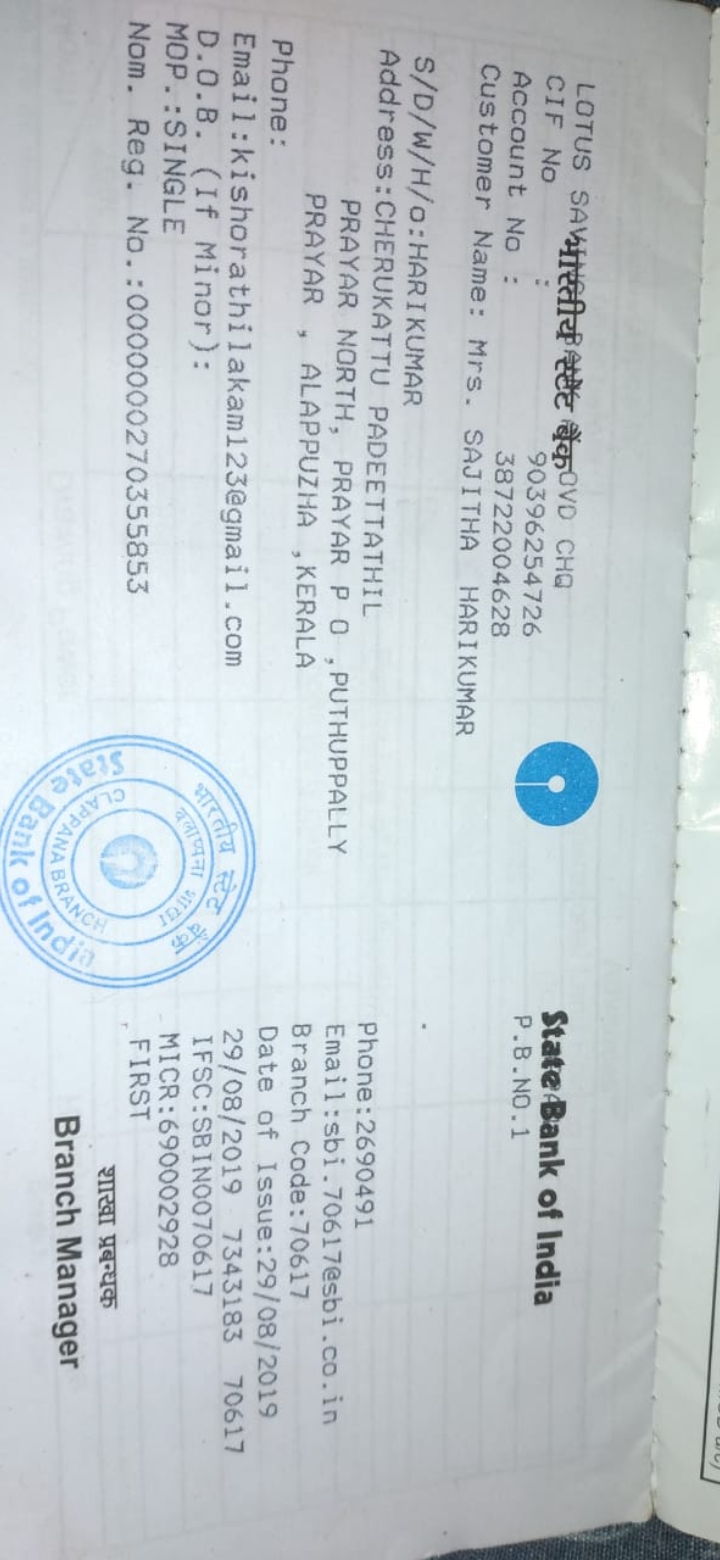 भारतीय स्टेट बैंक
State Bank of India
LOTUS SAV OVD CHQ
P.B.NO.1
CIF No : 90396254726
Account No : 38722004628
Customer Name: Mrs. SAJITHA HARIKUMAR
S/D/W/H/o:HARIKUMAR
Address:CHERUKATTU PADEETTATHIL
PRAYAR NORTH, PRAYAR P O ,PUTHUPPALLY
PRAYAR , ALAPPUZHA ,KERALA
Phone:
Email:kishorathilakam123@gmail.com
D.O.B. (If Minor):
MOP.:SINGLE
Nom. Reg. No.:0000000270355853
Phone:2690491
Email:sbi.70617@sbi.co.in
Branch Code:70617
Date of Issue:29/08/2019
29/08/2019 7343183 70617
IFSC:SBIN0070617
MICR:690002928
FIRST
भारतीय स्टेट बैंक
क्लाप्पना शाखा
CLAPPANA BRANCH
State Bank of India
शाखा प्रबन्धक
Branch Manager